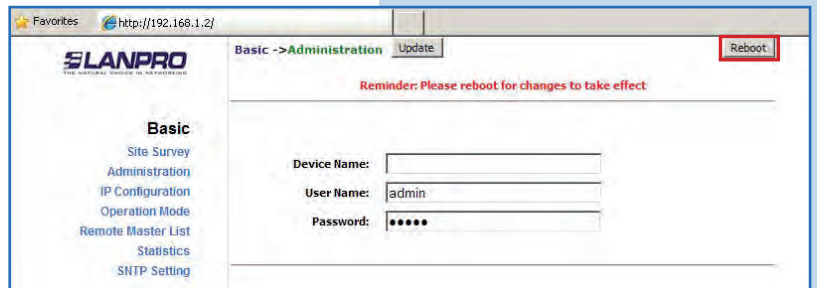 Favorites http://192.168.1.2/
LANPRO
THE NATURAL CHOICE IN NETWORKING
Basic ->Administration Update Reboot
Reminder: Please reboot for changes to take effect
Basic
Site Survey
Administration
IP Configuration
Operation Mode
Remote Master List
Statistics
SNTP Setting
Device Name:
User Name: admin
Password: •••••